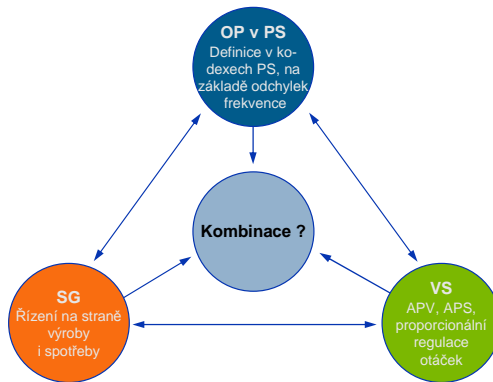 OP v PS
Definice v ko-
dexech PS, na
základě odchylek
frekvence
Kombinace ?
SG
Řízení na straně
výroby
i spotřeby
VS
APV, APS,
proporcionální
regulace
otáček